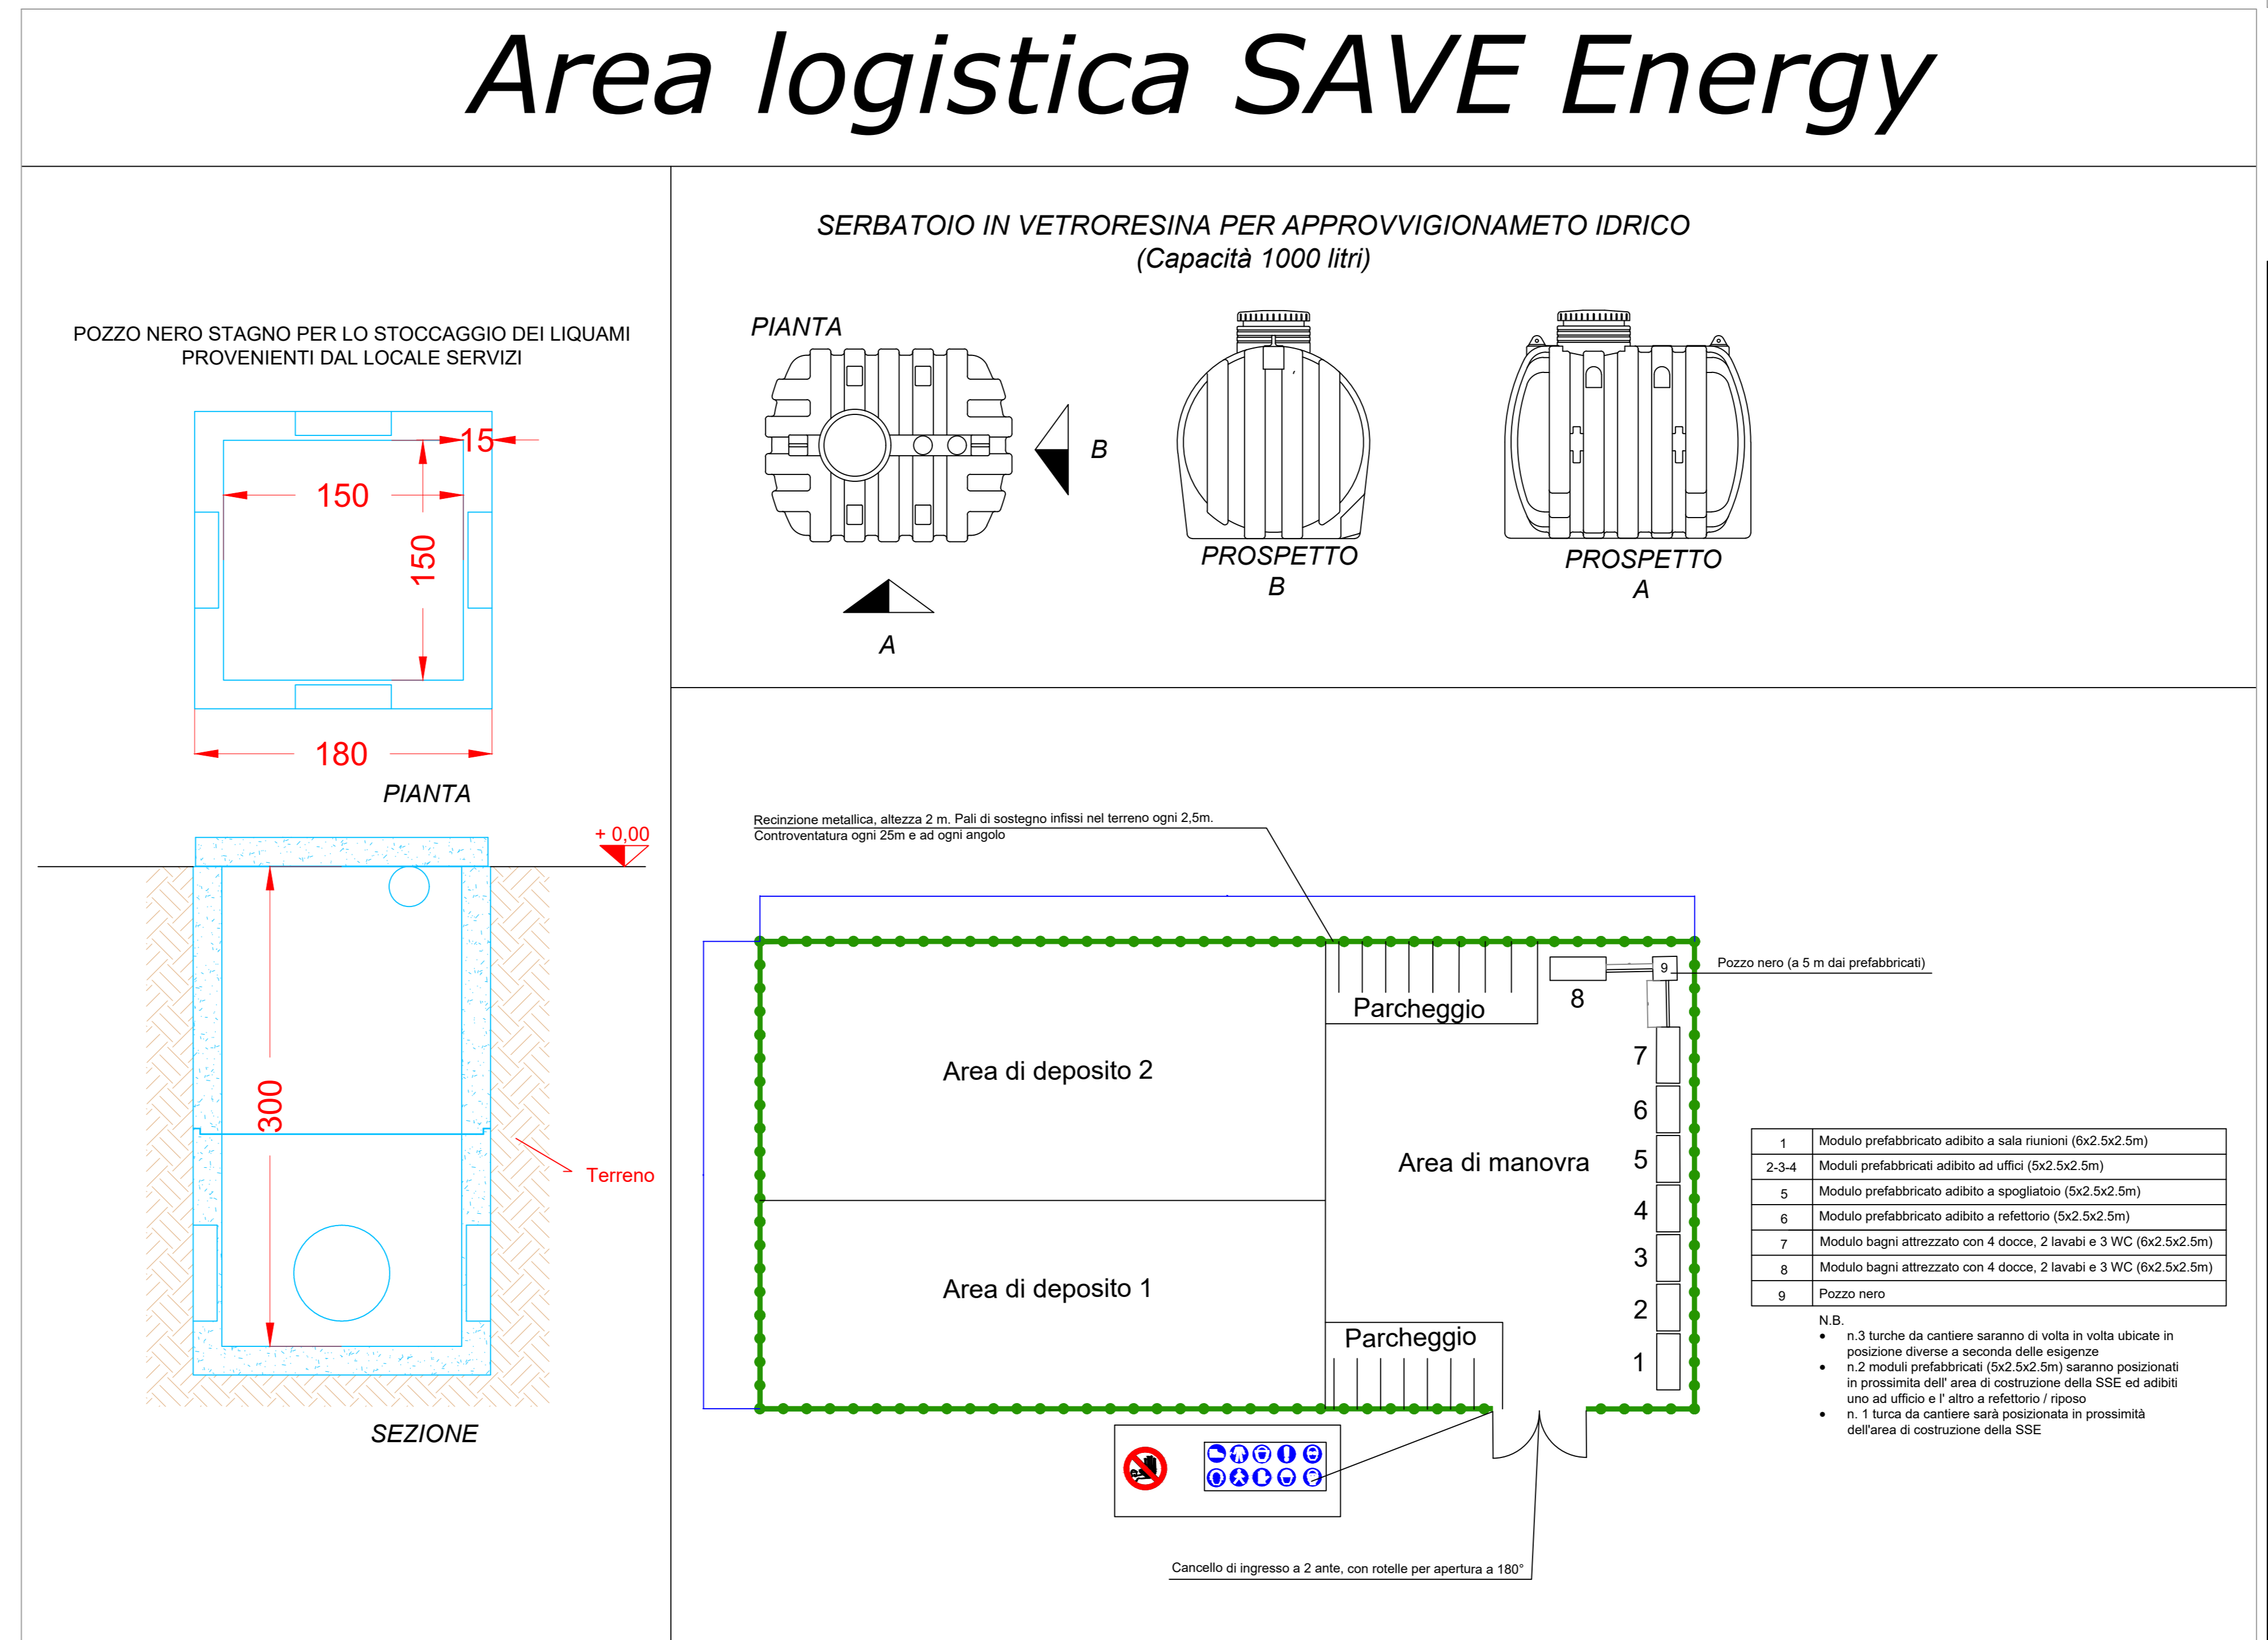 Area logistica SAVE Energy
POZZO NERO STAGNO PER LO STOCCAGGIO DEI LIQUAMI
PROVENIENTI DAL LOCALE SERVIZI
15
150
150
180
PIANTA
+ 0,00
300
Terreno
SEZIONE
SERBATOIO IN VETRORESINA PER APPROVVIGIONAMETO IDRICO
(Capacità 1000 litri)
PIANTA
B
A
PROSPETTO
B
PROSPETTO
A
Recinzione metallica, altezza 2 m. Pali di sostegno infissi nel terreno ogni 2,5m.
Controventatura ogni 25m e ad ogni angolo
Parcheggio
8
9
Pozzo nero (a 5 m dai prefabbricati)
Area di deposito 2
Area di manovra
7
6
5
4
3
2
1
Area di deposito 1
Parcheggio
Cancello di ingresso a 2 ante, con rotelle per apertura a 180°
1 Modulo prefabbricato adibito a sala riunioni (6x2.5x2.5m)
2-3-4 Moduli prefabbricati adibito ad uffici (5x2.5x2.5m)
5 Modulo prefabbricato adibito a spogliatoio (5x2.5x2.5m)
6 Modulo prefabbricato adibito a refettorio (5x2.5x2.5m)
7 Modulo bagni attrezzato con 4 docce, 2 lavabi e 3 WC (6x2.5x2.5m)
8 Modulo bagni attrezzato con 4 docce, 2 lavabi e 3 WC (6x2.5x2.5m)
9 Pozzo nero
N.B.
• n.3 turche da cantiere saranno di volta in volta ubicate in
posizione diverse a seconda delle esigenze
• n.2 moduli prefabbricati (5x2.5x2.5m) saranno posizionati
in prossimita dell' area di costruzione della SSE ed adibiti
uno ad ufficio e l' altro a refettorio / riposo
• n. 1 turca da cantiere sarà posizionata in prossimità
dell'area di costruzione della SSE